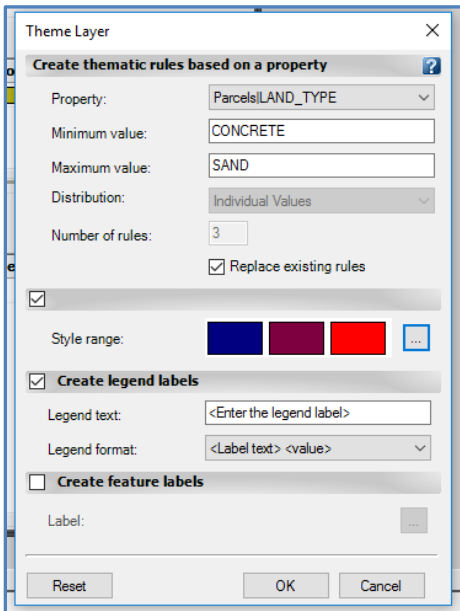 Theme Layer
Create thematic rules based on a property
Property: Parcels|LAND_TYPE
Minimum value: CONCRETE
Maximum value: SAND
Distribution: Individual Values
Number of rules: 3
Replace existing rules
Style range: ...
Create legend labels
Legend text: <Enter the legend label>
Legend format: <Label text> <value>
Create feature labels
Label: ...
Reset OK Cancel